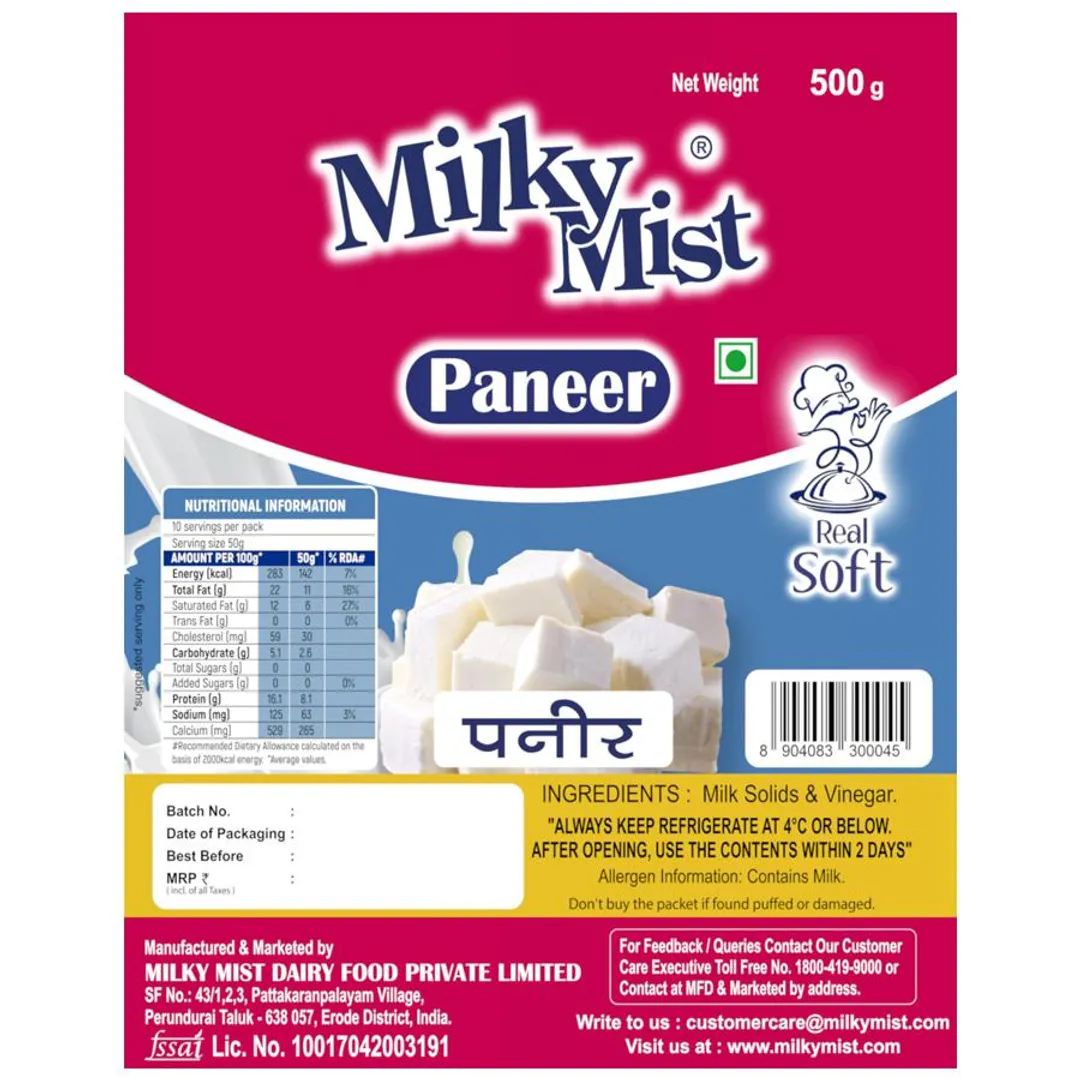 Net Weight 500 g
Milky Mist ®
Paneer
Real
Soft
NUTRITIONAL INFORMATION
10 servings per pack
Serving size 50g
AMOUNT PER 100g* 50g* % RDA#
Energy (kcal) 283 142 7%
Total Fat (g) 22 11 16%
Saturated Fat (g) 12 6 27%
Trans Fat (g) 0 0 0%
Cholesterol (mg) 59 30
Carbohydrate (g) 5.1 2.6
Total Sugars (g) 0 0
Added Sugars (g) 0 0 0%
Protein (g) 16.1 8.1
Sodium (mg) 125 63 3%
Calcium (mg) 529 265
#Recommended Dietary Allowance calculated on the
basis of 2000kcal energy. *Average values.
*suggested serving only
पनीर
8 904083 300045
Batch No. :
Date of Packaging :
Best Before :
MRP ₹ :
( incl. of all Taxes )
INGREDIENTS : Milk Solids & Vinegar.
"ALWAYS KEEP REFRIGERATE AT 4°C OR BELOW.
AFTER OPENING, USE THE CONTENTS WITHIN 2 DAYS"
Allergen Information: Contains Milk.
Don't buy the packet if found puffed or damaged.
Manufactured & Marketed by
MILKY MIST DAIRY FOOD PRIVATE LIMITED
SF No.: 43/1,2,3, Pattakaranpalayam Village,
Perundurai Taluk - 638 057, Erode District, India.
fssai Lic. No. 10017042003191
For Feedback / Queries Contact Our Customer
Care Executive Toll Free No. 1800-419-9000 or
Contact at MFD & Marketed by address.
Write to us : customercare@milkymist.com
Visit us at : www.milkymist.com